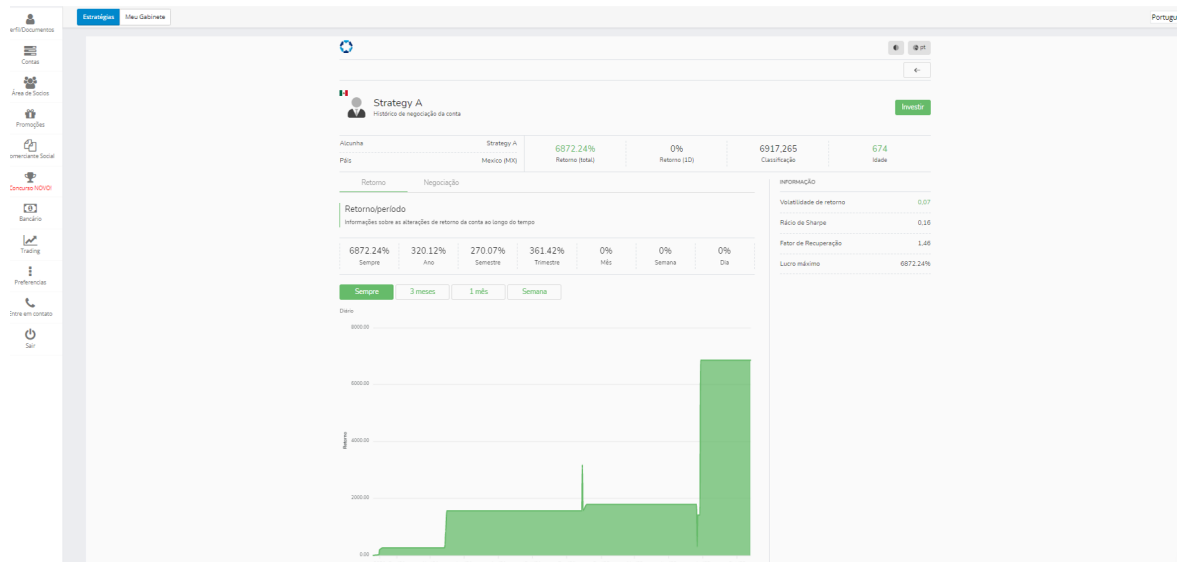 Estratégias Meu Gabinete
Portugu
erfil/Documentos
Contas
Área de Socios
Promoções
omerciante Social
Concurso NOVO!
Bancário
Trading
Preferencias
Entre em contato
Sair
pt
Strategy A
Histórico de negociação da conta
Investir
Alcunha Strategy A
País Mexico (MX)
6872.24% 0% 6917,265 674
Retorno (total) Retorno (1D) Classificação Idade
Retorno Negociação
Retorno/período
Informações sobre as alterações de retorno da conta ao longo do tempo
6872.24% 320.12% 270.07% 361.42% 0% 0% 0%
Sempre Ano Semestre Trimestre Mês Semana Dia
Sempre 3 meses 1 mês Semana
Diário
8000.00
6000.00
4000.00
2000.00
0.00
Retorno
INFORMAÇÃO
Volatilidade de retorno 0,07
Rácio de Sharpe 0,16
Fator de Recuperação 1,46
Lucro máximo 6872.24%